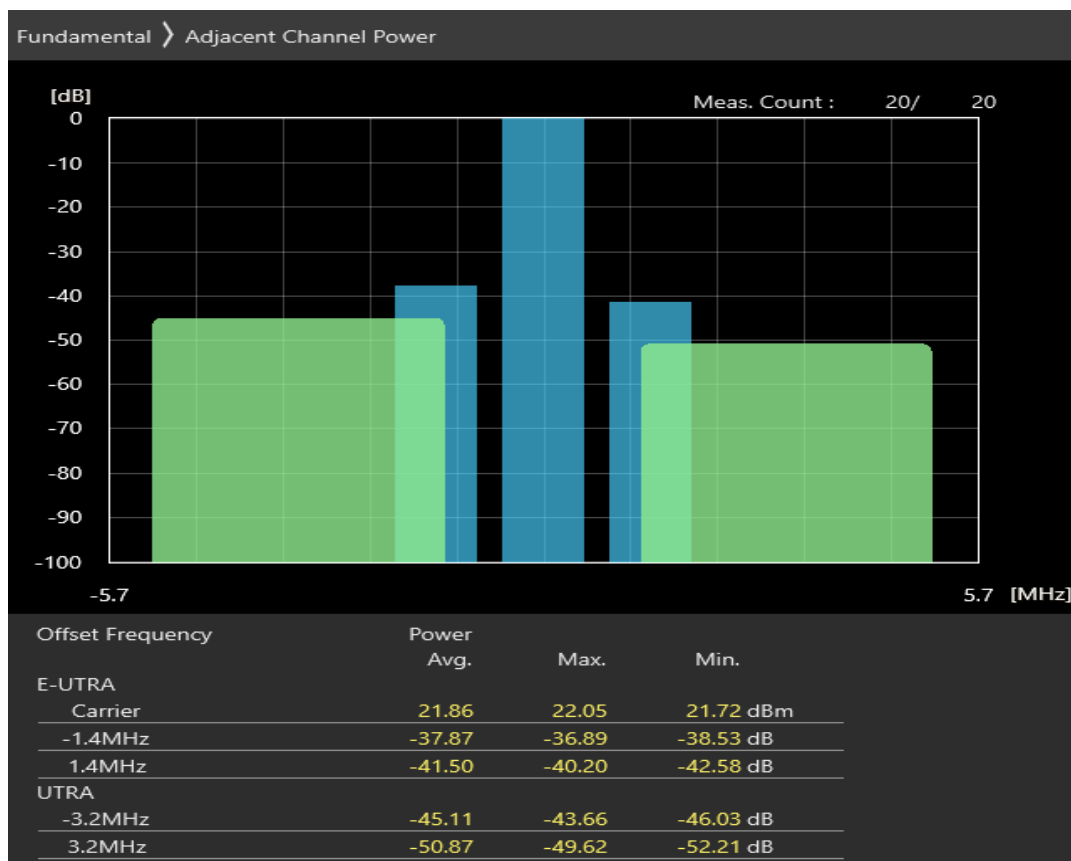 Fundamental 〉 Adjacent Channel Power
[dB]
Meas. Count : 20/ 20
0
-10
-20
-30
-40
-50
-60
-70
-80
-90
-100
-5.7 5.7 [MHz]
Offset Frequency Power
Avg. Max. Min.
E-UTRA
Carrier 21.86 22.05 21.72 dBm
-1.4MHz -37.87 -36.89 -38.53 dB
1.4MHz -41.50 -40.20 -42.58 dB
UTRA
-3.2MHz -45.11 -43.66 -46.03 dB
3.2MHz -50.87 -49.62 -52.21 dB